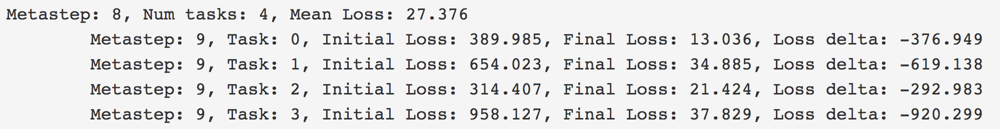 Metastep: 8, Num tasks: 4, Mean Loss: 27.376
Metastep: 9, Task: 0, Initial Loss: 389.985, Final Loss: 13.036, Loss delta: -376.949
Metastep: 9, Task: 1, Initial Loss: 654.023, Final Loss: 34.885, Loss delta: -619.138
Metastep: 9, Task: 2, Initial Loss: 314.407, Final Loss: 21.424, Loss delta: -292.983
Metastep: 9, Task: 3, Initial Loss: 958.127, Final Loss: 37.829, Loss delta: -920.299